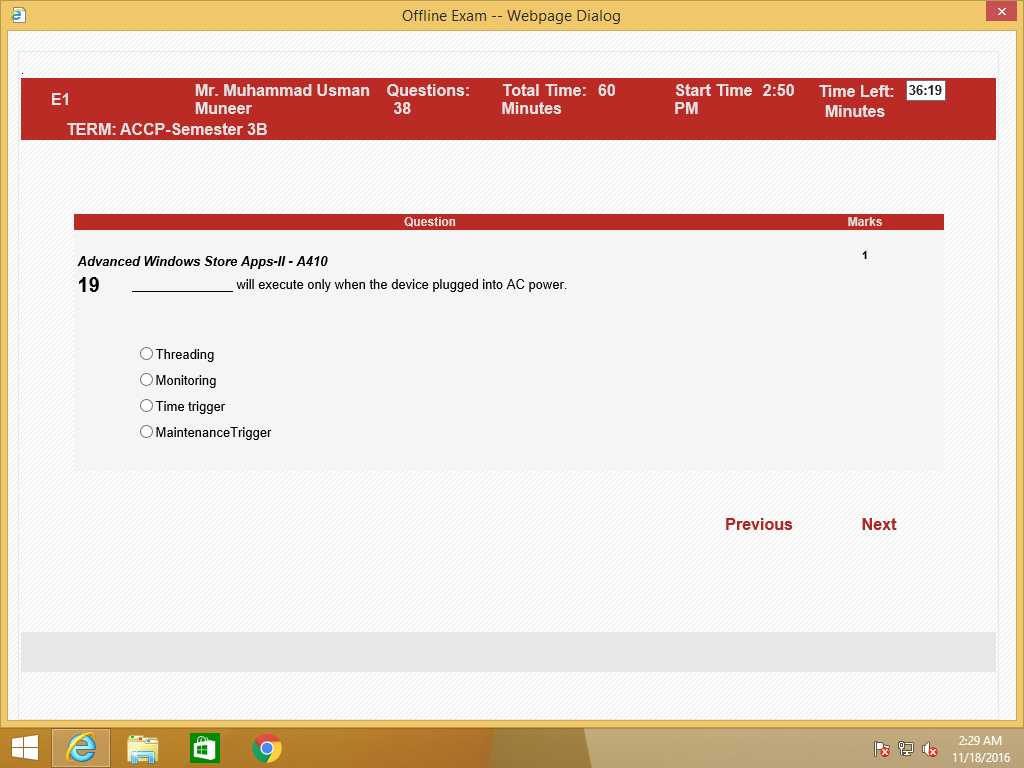 Offline Exam -- Webpage Dialog
.
E1
Mr. Muhammad Usman
Muneer
Questions:
38
Total Time: 60
Minutes
Start Time 2:50
PM
Time Left: 36:19
Minutes
TERM: ACCP-Semester 3B
Question Marks
Advanced Windows Store Apps-II - A410 1
19 ______________ will execute only when the device plugged into AC power.
Threading
Monitoring
Time trigger
MaintenanceTrigger
Previous Next
2:29 AM
11/18/2016